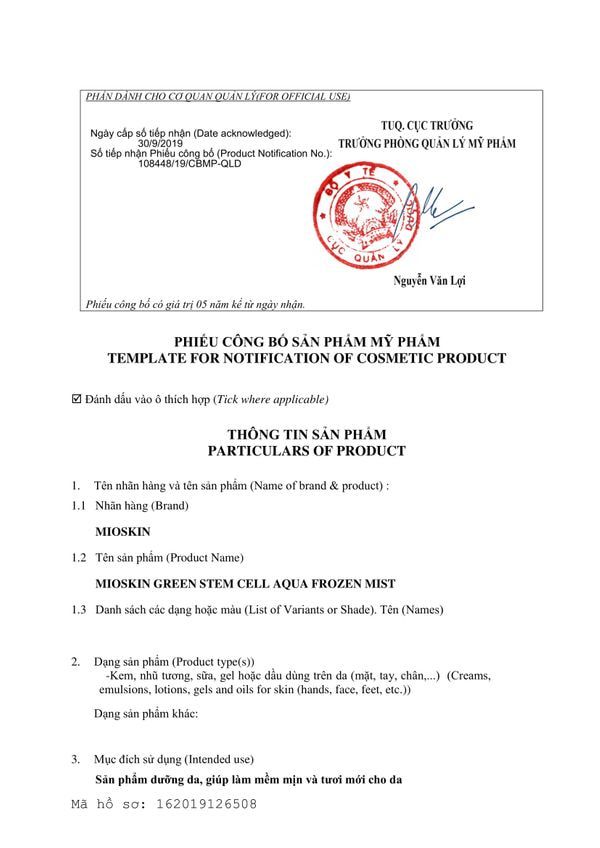 PHẦN DÀNH CHO CƠ QUAN QUẢN LÝ(FOR OFFICIAL USE)
Ngày cấp số tiếp nhận (Date acknowledged):
30/9/2019
Số tiếp nhận Phiếu công bố (Product Notification No.):
108448/19/CBMP-QLD
TUQ. CỤC TRƯỞNG
TRƯỞNG PHÒNG QUẢN LÝ MỸ PHẨM
BỘ Y TẾ
CỤC QUẢN LÝ DƯỢC
Nguyễn Văn Lợi
Phiếu công bố có giá trị 05 năm kể từ ngày nhận.
PHIẾU CÔNG BỐ SẢN PHẨM MỸ PHẨM
TEMPLATE FOR NOTIFICATION OF COSMETIC PRODUCT
☑ Đánh dấu vào ô thích hợp (Tick where applicable)
THÔNG TIN SẢN PHẨM
PARTICULARS OF PRODUCT
1. Tên nhãn hàng và tên sản phẩm (Name of brand & product) :
1.1 Nhãn hàng (Brand)
MIOSKIN
1.2 Tên sản phẩm (Product Name)
MIOSKIN GREEN STEM CELL AQUA FROZEN MIST
1.3 Danh sách các dạng hoặc màu (List of Variants or Shade). Tên (Names)
2. Dạng sản phẩm (Product type(s))
-Kem, nhũ tương, sữa, gel hoặc dầu dùng trên da (mặt, tay, chân,...) (Creams,
emulsions, lotions, gels and oils for skin (hands, face, feet, etc.))
Dạng sản phẩm khác:
3. Mục đích sử dụng (Intended use)
Sản phẩm dưỡng da, giúp làm mềm mịn và tươi mới cho da
Mã hồ sơ: 162019126508